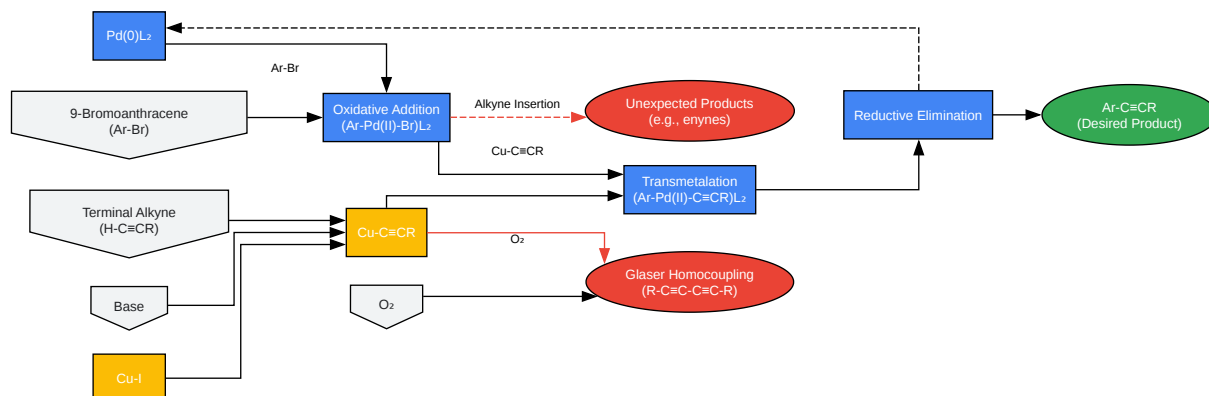 Pd(0)L₂
Ar-Br
9-Bromoanthracene
(Ar-Br)
Oxidative Addition
(Ar-Pd(II)-Br)L₂
Alkyne Insertion
Unexpected Products
(e.g., enynes)
Reductive Elimination
Ar-C≡CR
(Desired Product)
Cu-C≡CR
Transmetalation
(Ar-Pd(II)-C≡CR)L₂
Terminal Alkyne
(H-C≡CR)
Cu-C≡CR
O₂
Glaser Homocoupling
(R-C≡C-C≡C-R)
Base
O₂
Cu-I